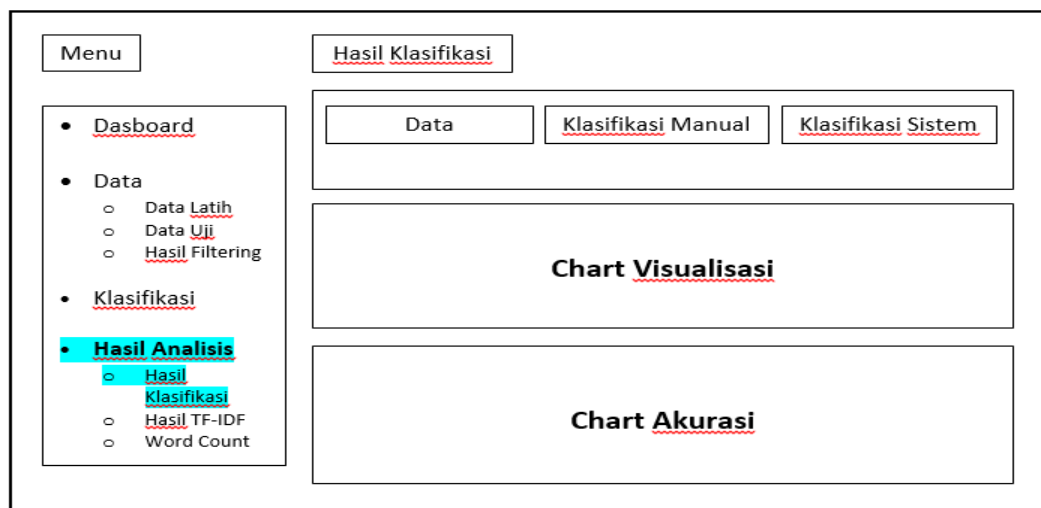 Menu
Hasil Klasifikasi
Dasboard
Data
Data Latih
Data Uji
Hasil Filtering
Klasifikasi
Hasil Analisis
Hasil
Klasifikasi
Hasil TF-IDF
Word Count
Data
Klasifikasi Manual
Klasifikasi Sistem
Chart Visualisasi
Chart Akurasi